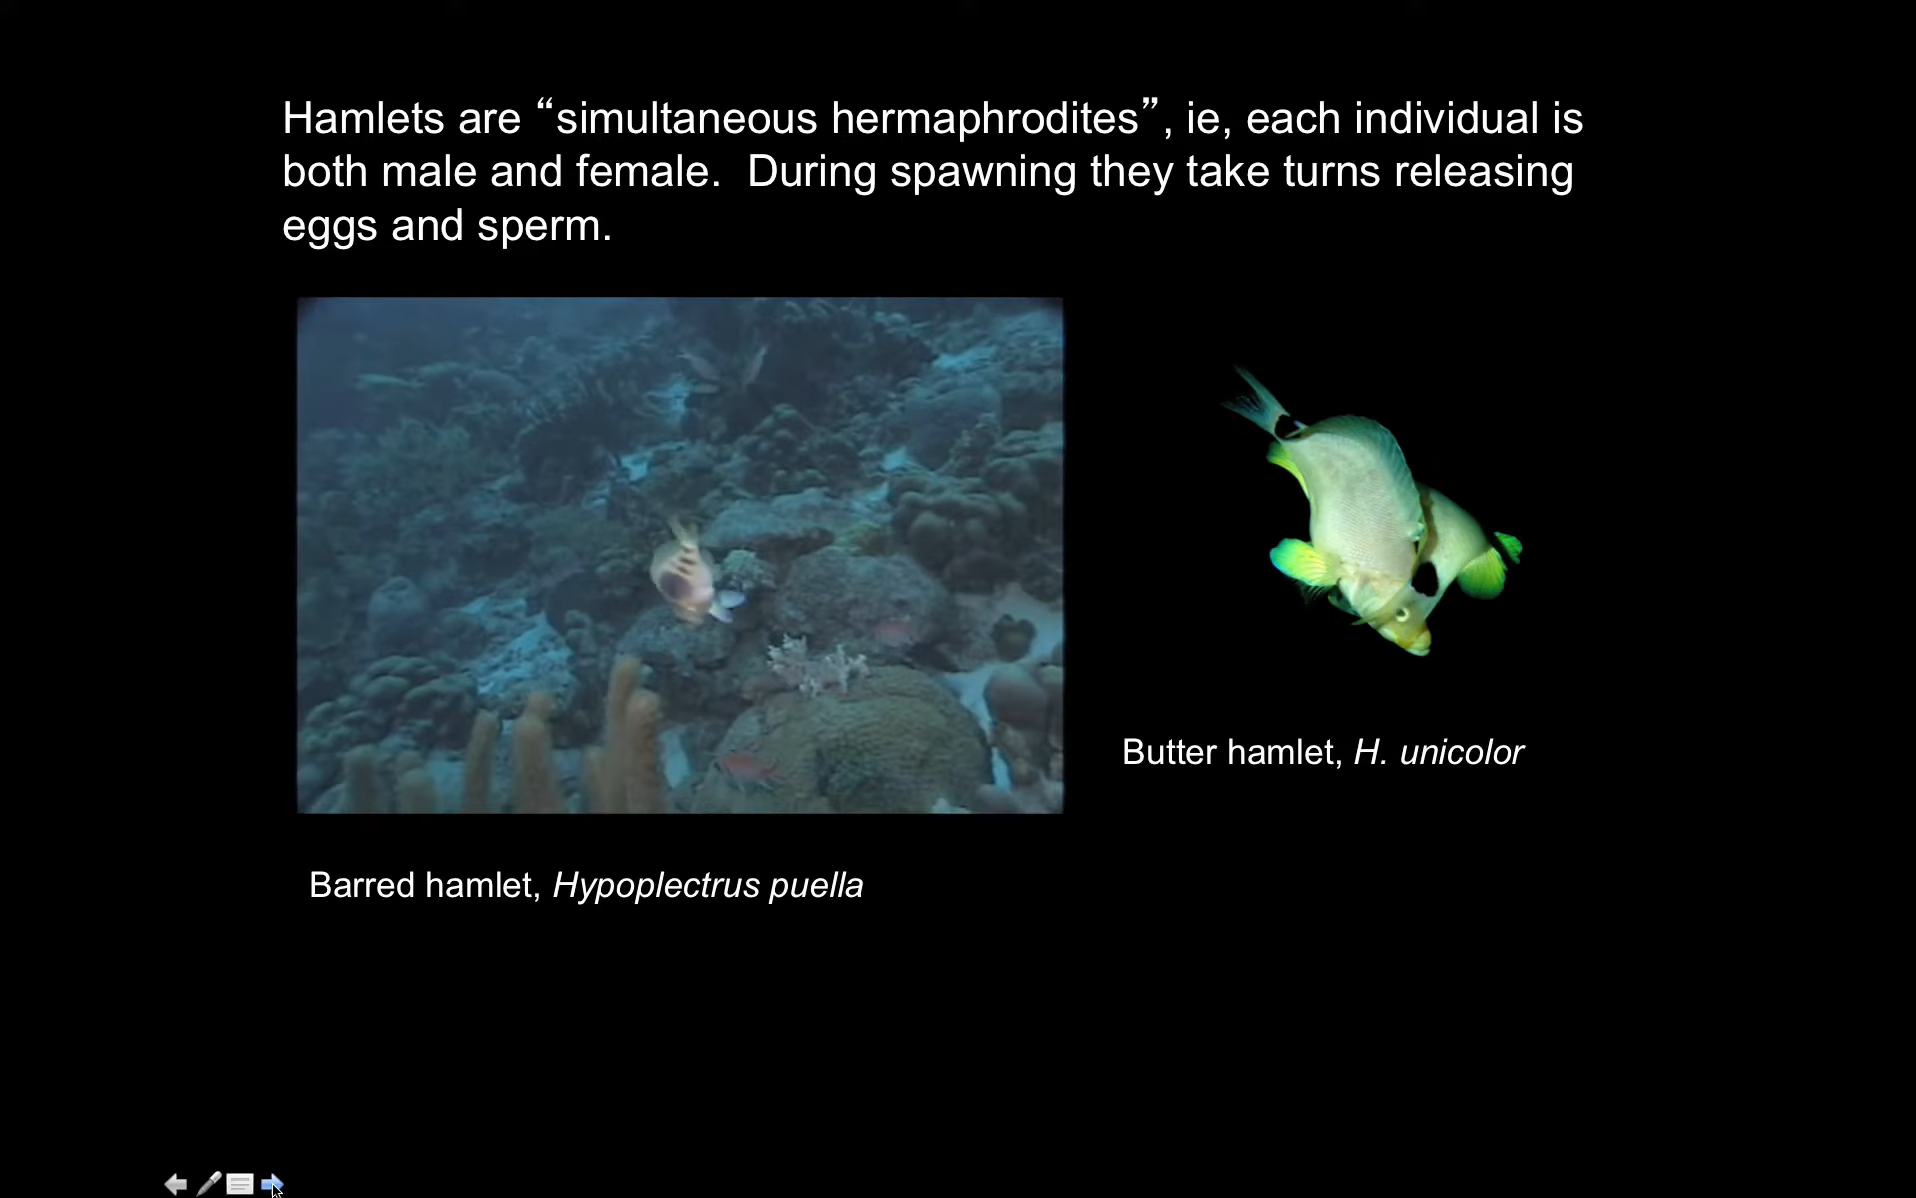 Hamlets are “simultaneous hermaphrodites”, ie, each individual is
both male and female.  During spawning they take turns releasing
eggs and sperm.
Butter hamlet, H. unicolor
Barred hamlet, Hypoplectrus puella